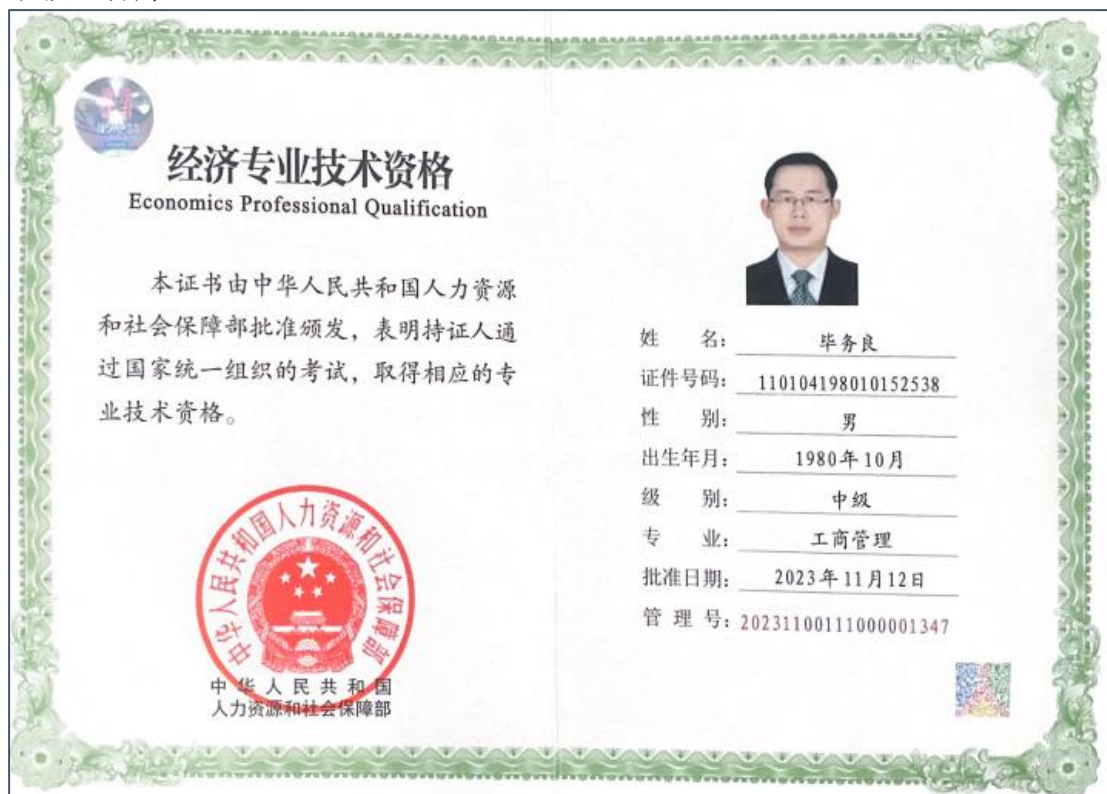 经济专业技术资格
Economics Professional Qualification
本证书由中华人民共和国人力资源
和社会保障部批准颁发，表明持证人通
过国家统一组织的考试，取得相应的专
业技术资格。
中华人民共和国人力资源和社会保障部
中华人民共和国
人力资源和社会保障部
姓 名：毕务良
证件号码：110104198010152538
性 别：男
出生年月：1980年10月
级 别：中级
专 业：工商管理
批准日期：2023年11月12日
管 理 号：20231100111000001347